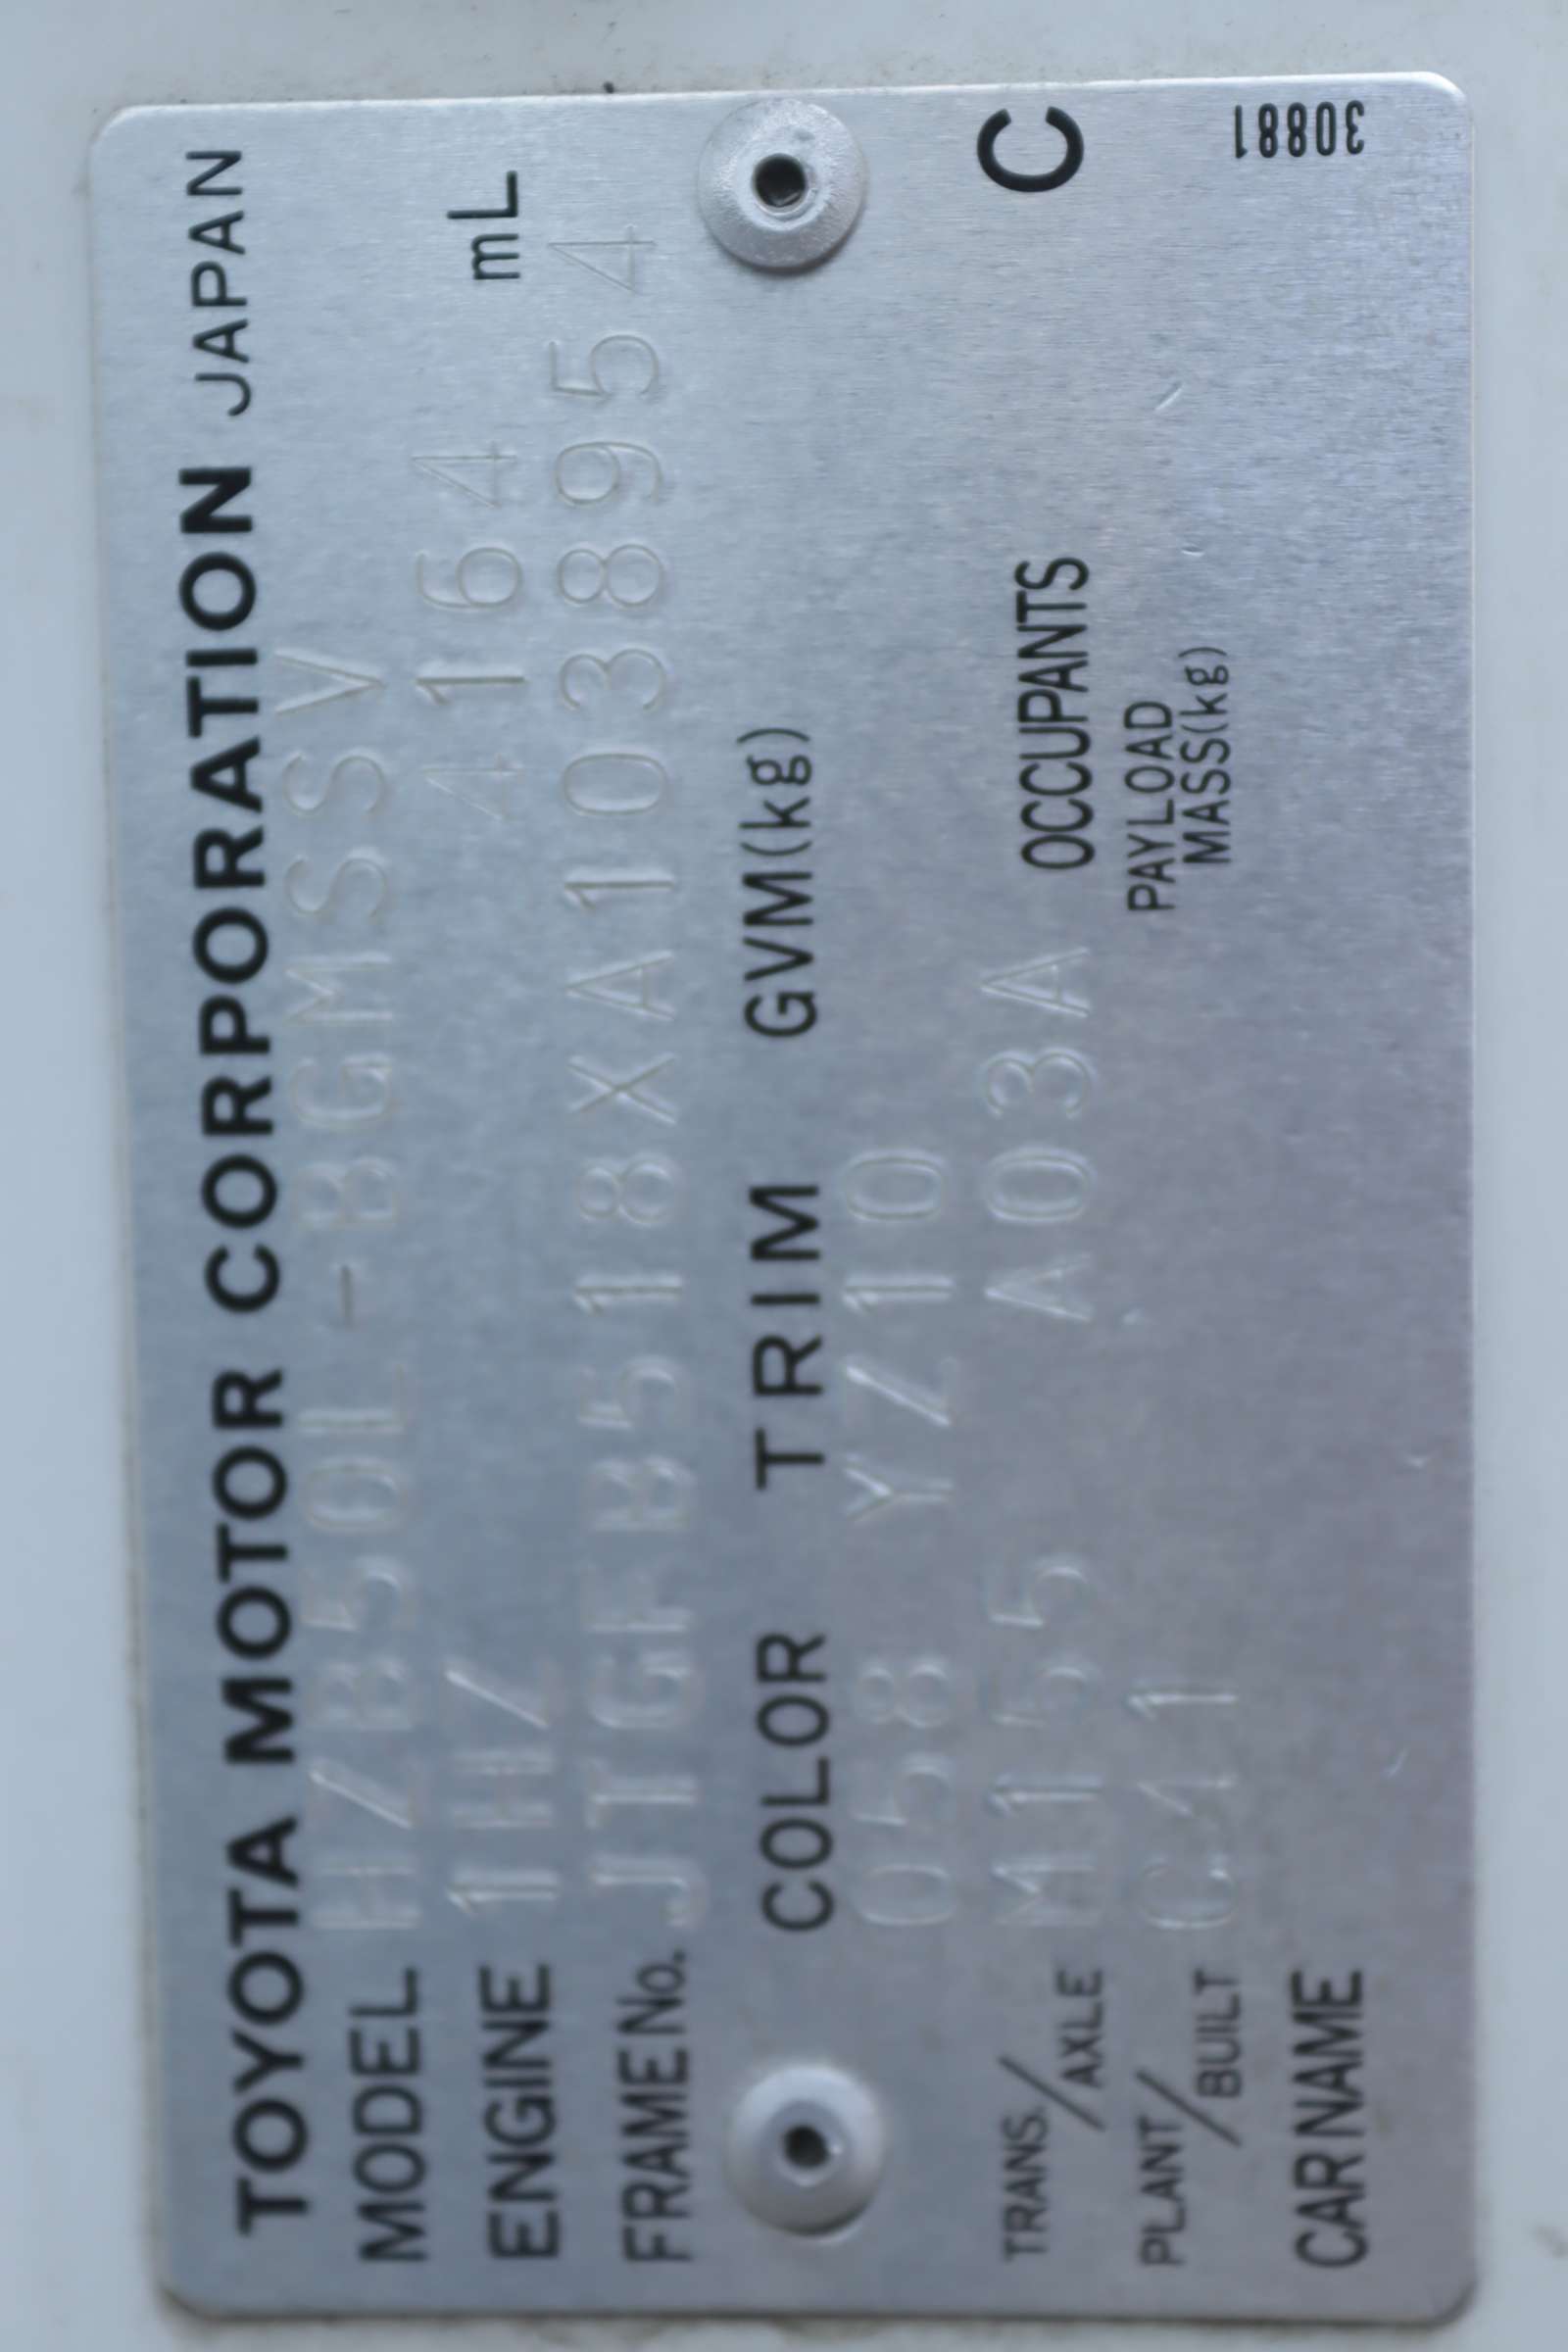 TOYOTA MOTOR CORPORATION JAPAN
MODEL HZB50L-BGMSSV
ENGINE 1HZ 4164 mL
FRAME No. JTGFB518XA1038954
COLOR TRIM GVM(kg)
058 YZ10
TRANS./AXLE M155 A03A OCCUPANTS C
PLANT/BUILT C41 PAYLOAD MASS(kg)
CAR NAME 30881